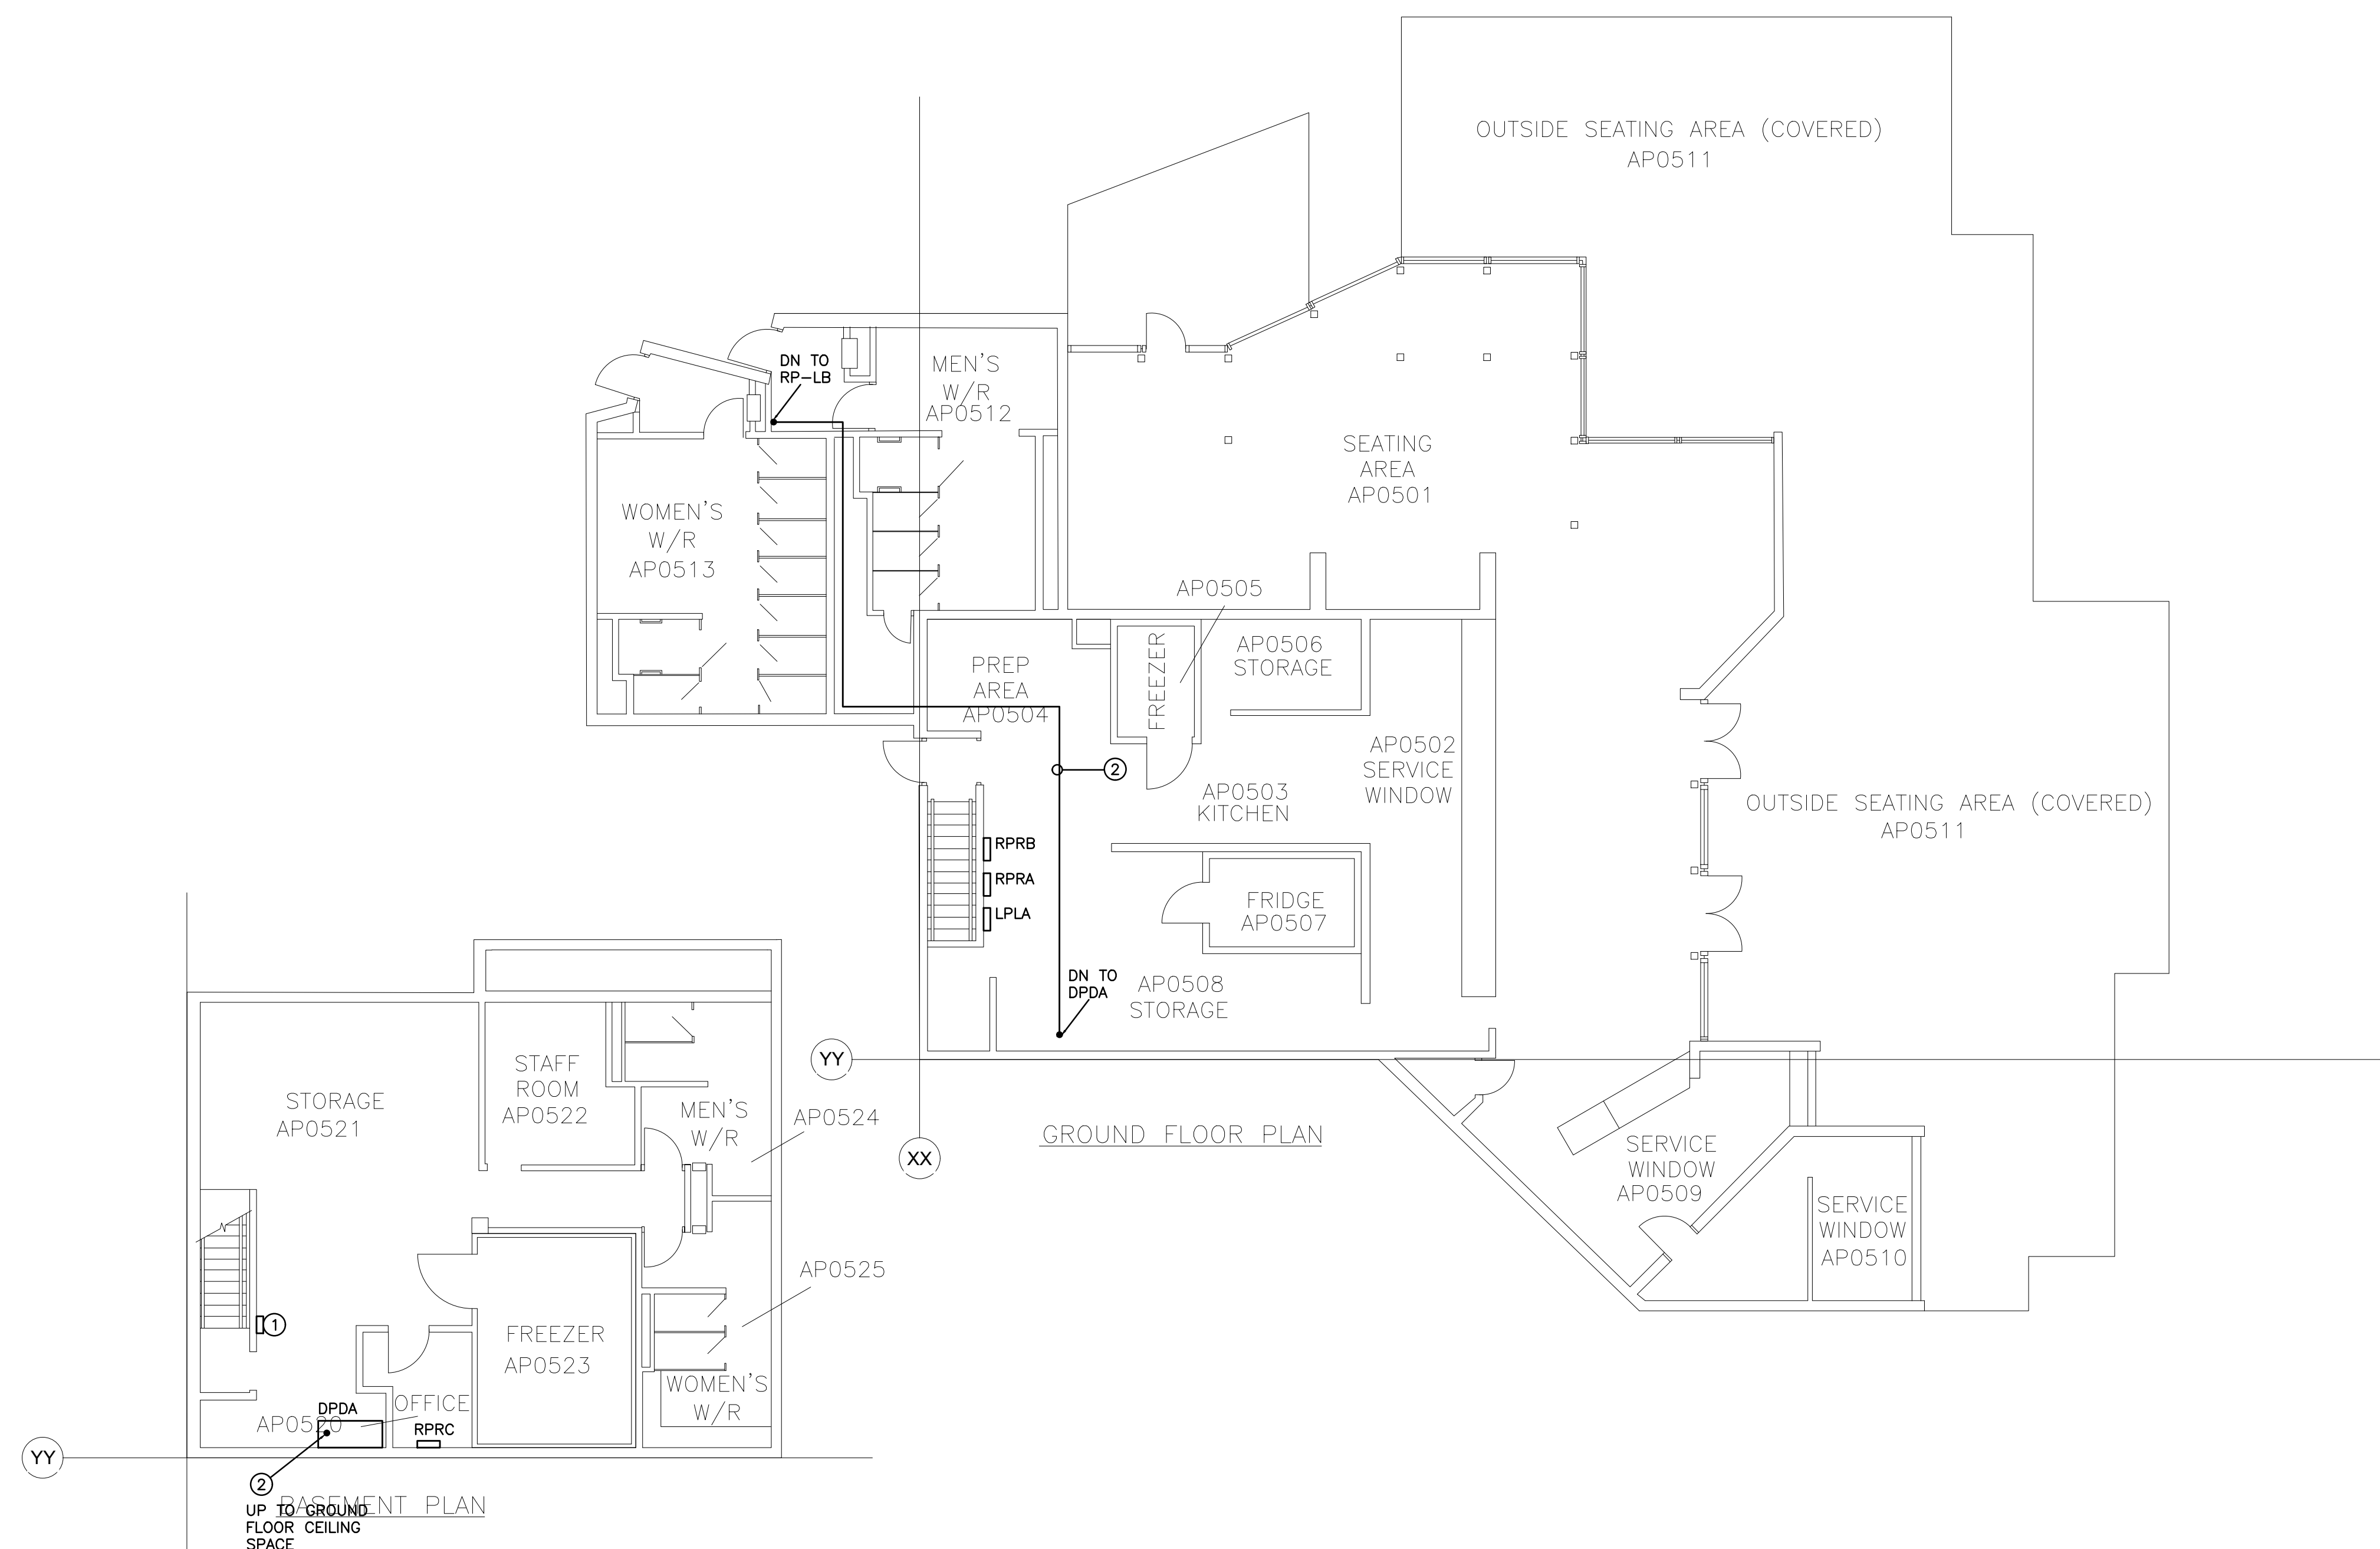 OUTSIDE SEATING AREA (COVERED)
AP0511
DN TO
RP-LB
MEN'S
W/R
AP0512
SEATING
AREA
AP0501
WOMEN'S
W/R
AP0513
AP0505
FREEZER
AP0506
STORAGE
PREP
AREA
AP0504
AP0502
SERVICE
WINDOW
2
AP0503
KITCHEN
OUTSIDE SEATING AREA (COVERED)
AP0511
RPRB
RPRA
LPLA
FRIDGE
AP0507
DN TO
DPDA
AP0508
STORAGE
YY
XX
GROUND FLOOR PLAN
SERVICE
WINDOW
AP0509
SERVICE
WINDOW
AP0510
STORAGE
AP0521
STAFF
ROOM
AP0522
MEN'S
W/R
AP0524
AP0525
1
FREEZER
AP0523
WOMEN'S
W/R
OFFICE
AP0520
DPDA
RPRC
YY
2
BASEMENT PLAN
UP TO GROUND
FLOOR CEILING
SPACE